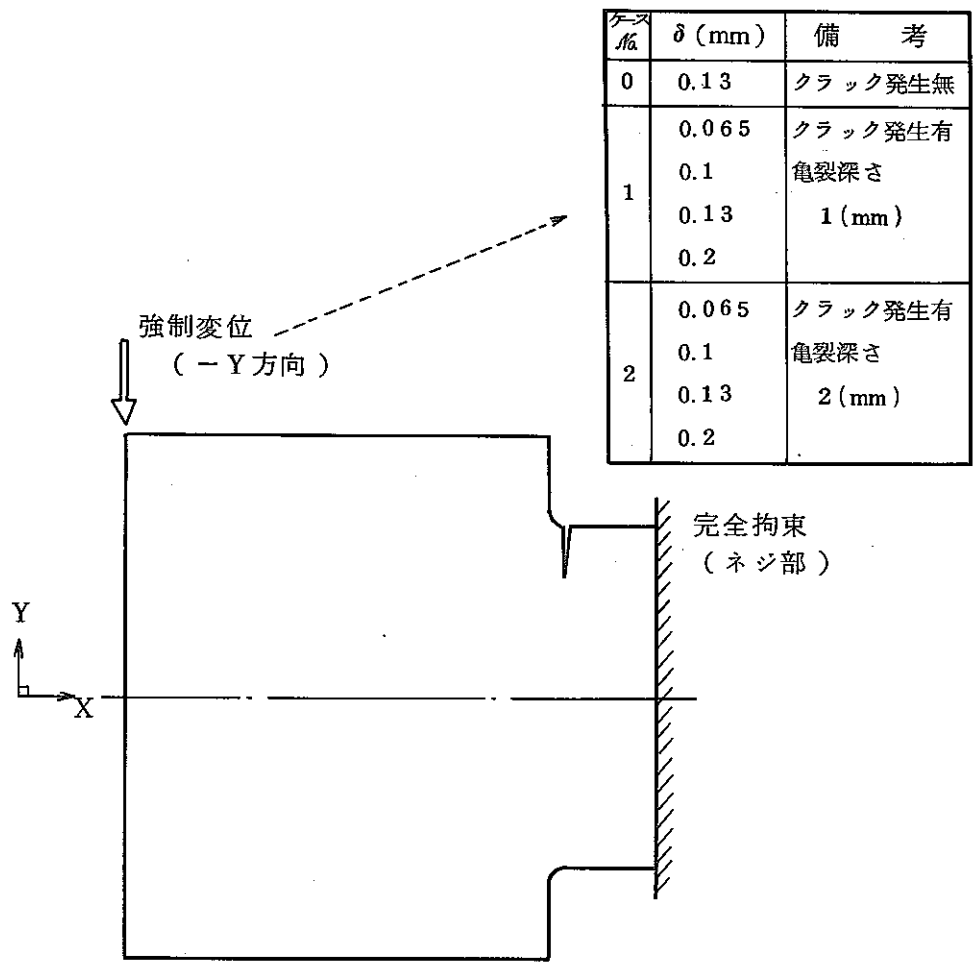 ケース No. δ(mm) 備 考
0 0.13 クラック発生無
1 0.065 クラック発生有
0.1 亀裂深さ
0.13 1(mm)
0.2
2 0.065 クラック発生有
0.1 亀裂深さ
0.13 2(mm)
0.2
強制変位
(-Y方向)
完全拘束
(ネジ部)
Y
X